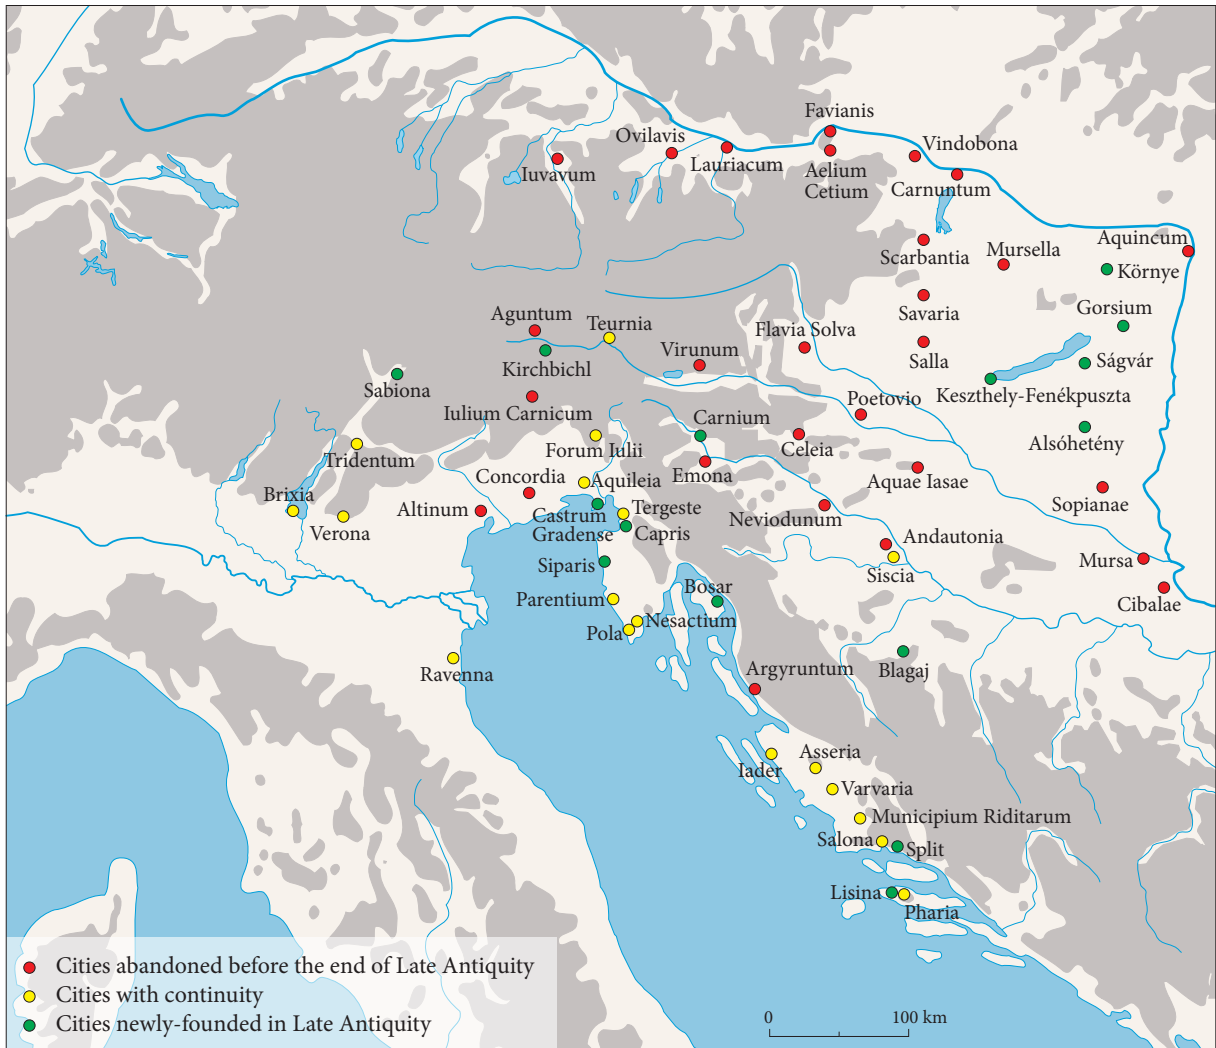 Favianis
Ovilavis
Lauriacum
Vindobona
Iuvavum
Aelium
Cetium
Carnuntum
Aquincum
Scarbantia
Mursella
Környe
Savaria
Gorsium
Aguntum
Teurnia
Flavia Solva
Virunum
Salla
Ságvár
Kirchbichl
Sabiona
Keszthely-Fenékpuszta
Iulium Carnicum
Poetovio
Carnium
Alsóhetény
Celeia
Forum Iulii
Tridentum
Emona
Aquae Iasae
Concordia
Aquileia
Brixia
Altinum
Sopianae
Castrum
Gradense
Tergeste
Neviodunum
Verona
Capris
Andautonia
Siparis
Mursa
Siscia
Bosar
Parentium
Cibalae
Nesactium
Pola
Argyruntum
Blagaj
Ravenna
Asseria
Iader
Varvaria
Municipium Riditarum
Salona
Split
Lisina
Pharia
Cities abandoned before the end of Late Antiquity
Cities with continuity
Cities newly-founded in Late Antiquity
0 100 km